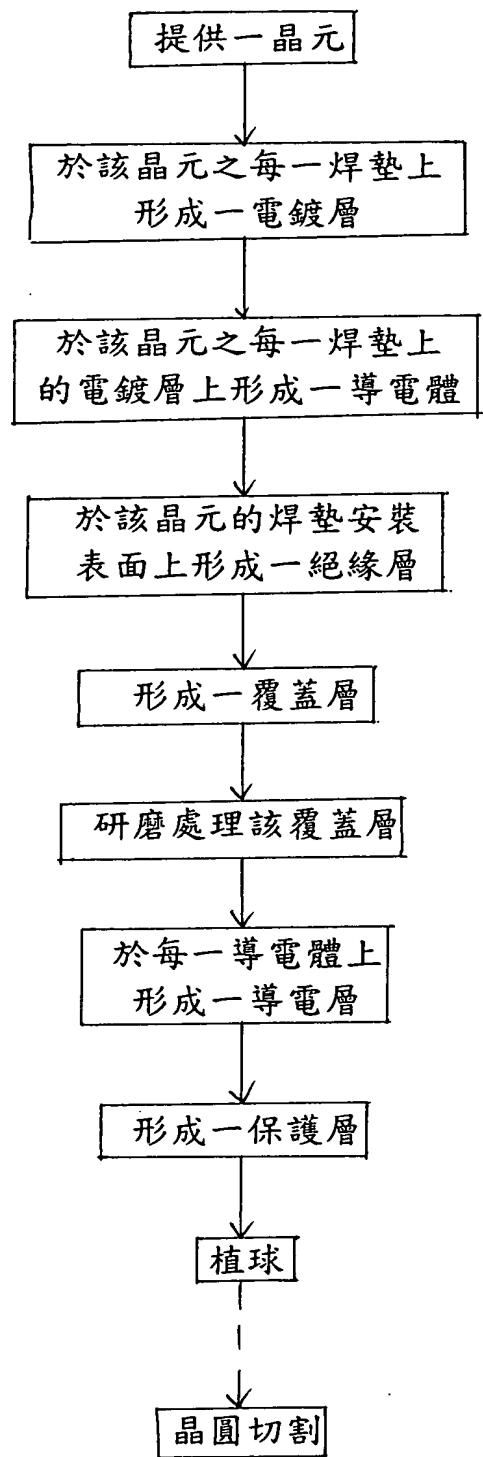 提供一晶元
於該晶元之每一焊墊上
形成一電鍍層
於該晶元之每一焊墊上
的電鍍層上形成一導電體
於該晶元的焊墊安裝
表面上形成一絕緣層
形成一覆蓋層
研磨處理該覆蓋層
於每一導電體上
形成一導電層
形成一保護層
植球
晶圓切割